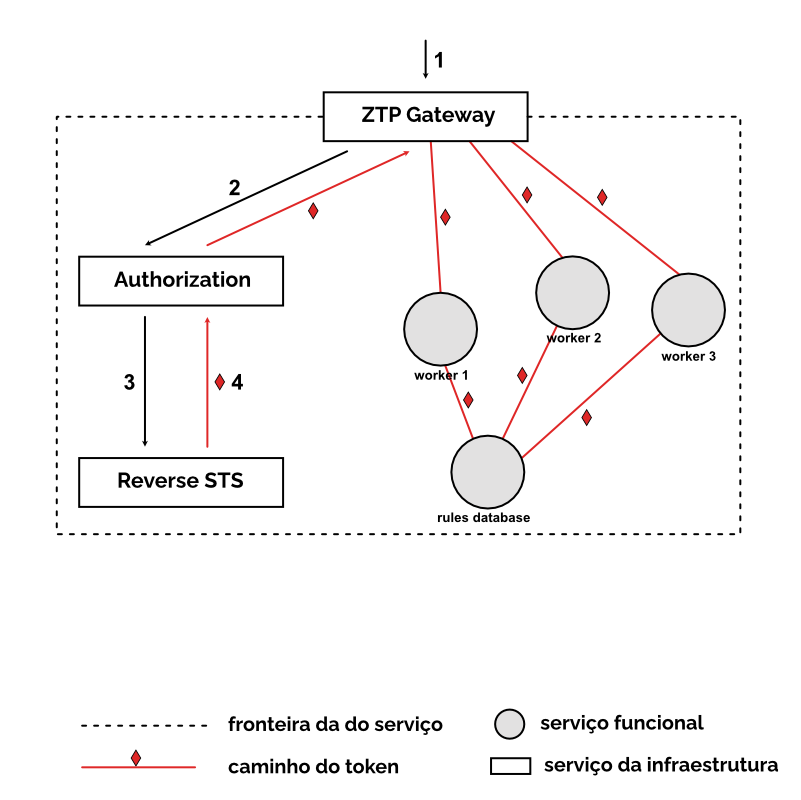 1
ZTP Gateway
2
Authorization
worker 1
worker 2
worker 3
3
4
Reverse STS
rules database
fronteira da do serviço
serviço funcional
caminho do token
serviço da infraestrutura